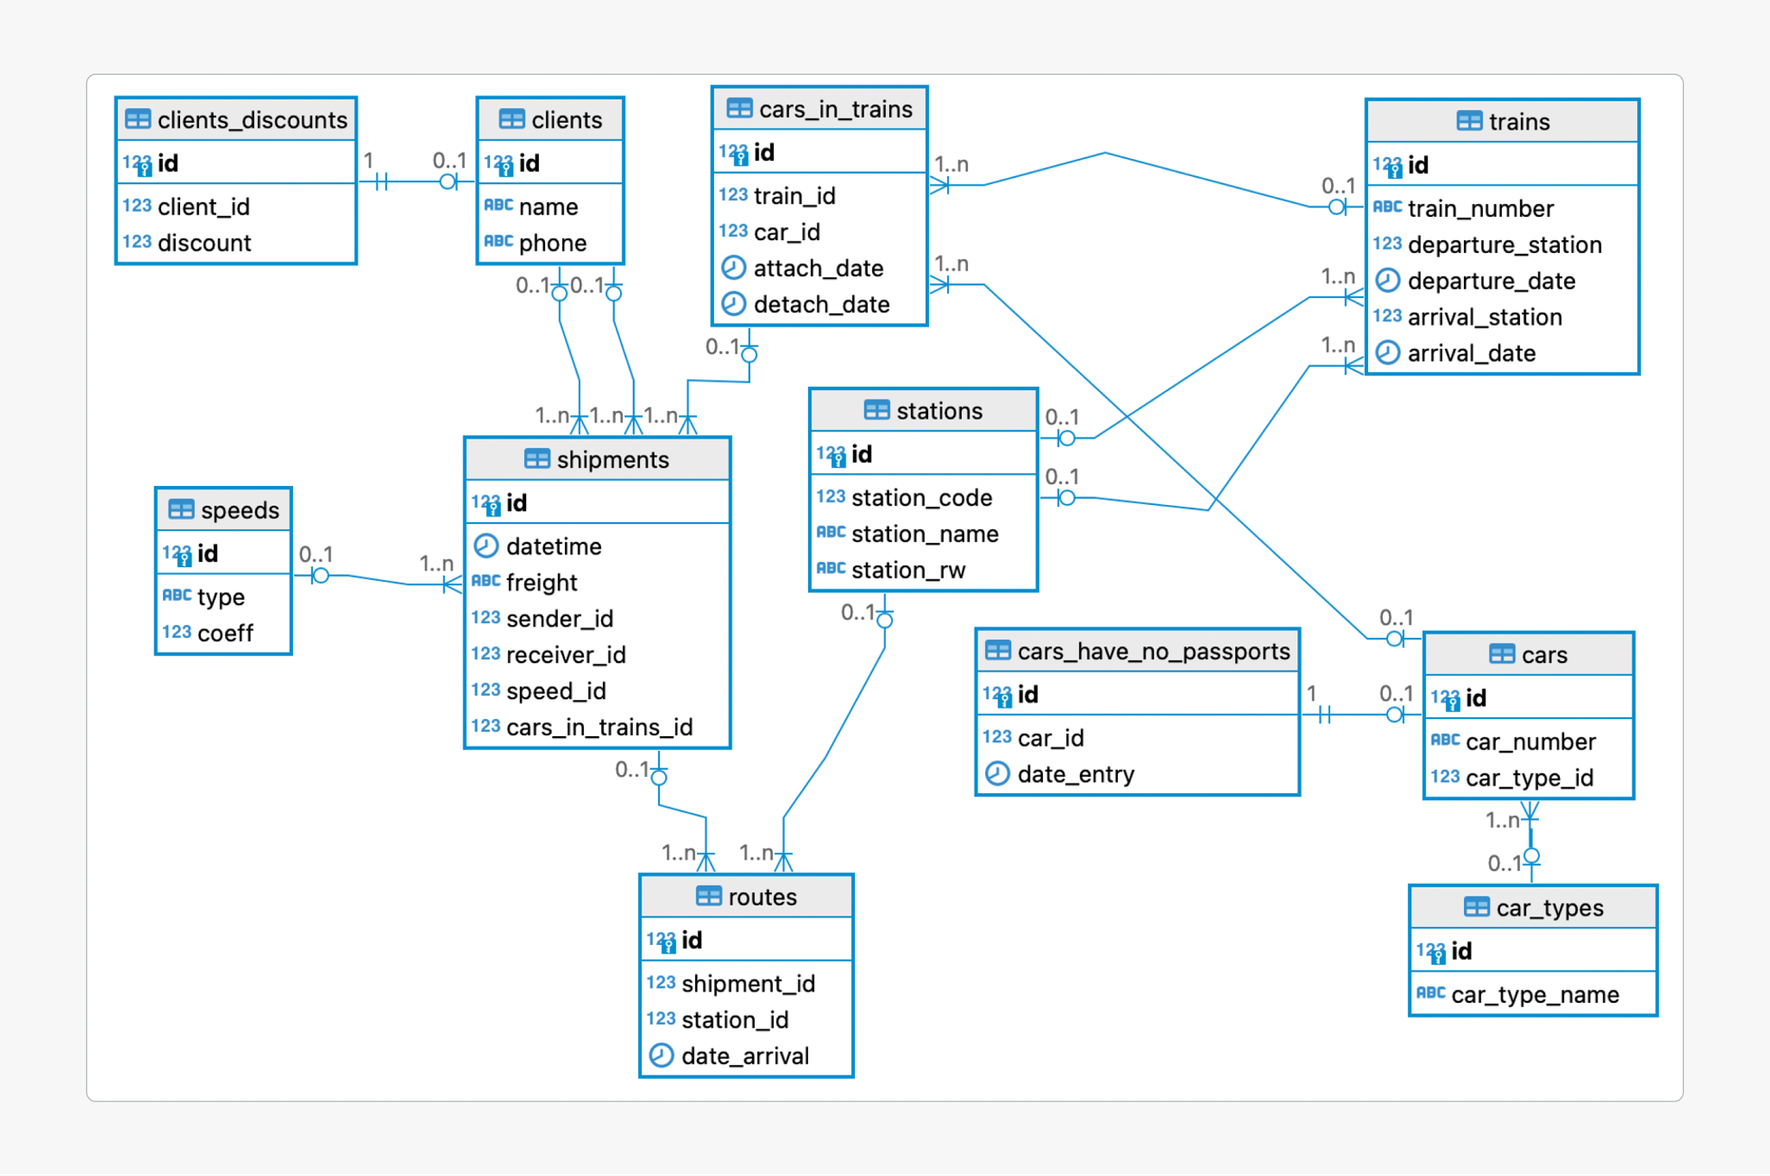 clients_discounts
123 id
123 client_id
123 discount
1
0..1
clients
123 id
ABC name
ABC phone
0..1
0..1
cars_in_trains
123 id
123 train_id
123 car_id
attach_date
detach_date
1..n
1..n
0..1
trains
123 id
ABC train_number
123 departure_station
departure_date
123 arrival_station
arrival_date
0..1
1..n
1..n
1..n
1..n
1..n
shipments
123 id
datetime
ABC freight
123 sender_id
123 receiver_id
123 speed_id
123 cars_in_trains_id
0..1
speeds
123 id
ABC type
123 coeff
0..1
1..n
stations
123 id
123 station_code
ABC station_name
ABC station_rw
0..1
0..1
0..1
cars_have_no_passports
123 id
123 car_id
date_entry
1
0..1
0..1
cars
123 id
ABC car_number
123 car_type_id
1..n
0..1
car_types
123 id
ABC car_type_name
1..n
1..n
routes
123 id
123 shipment_id
123 station_id
date_arrival